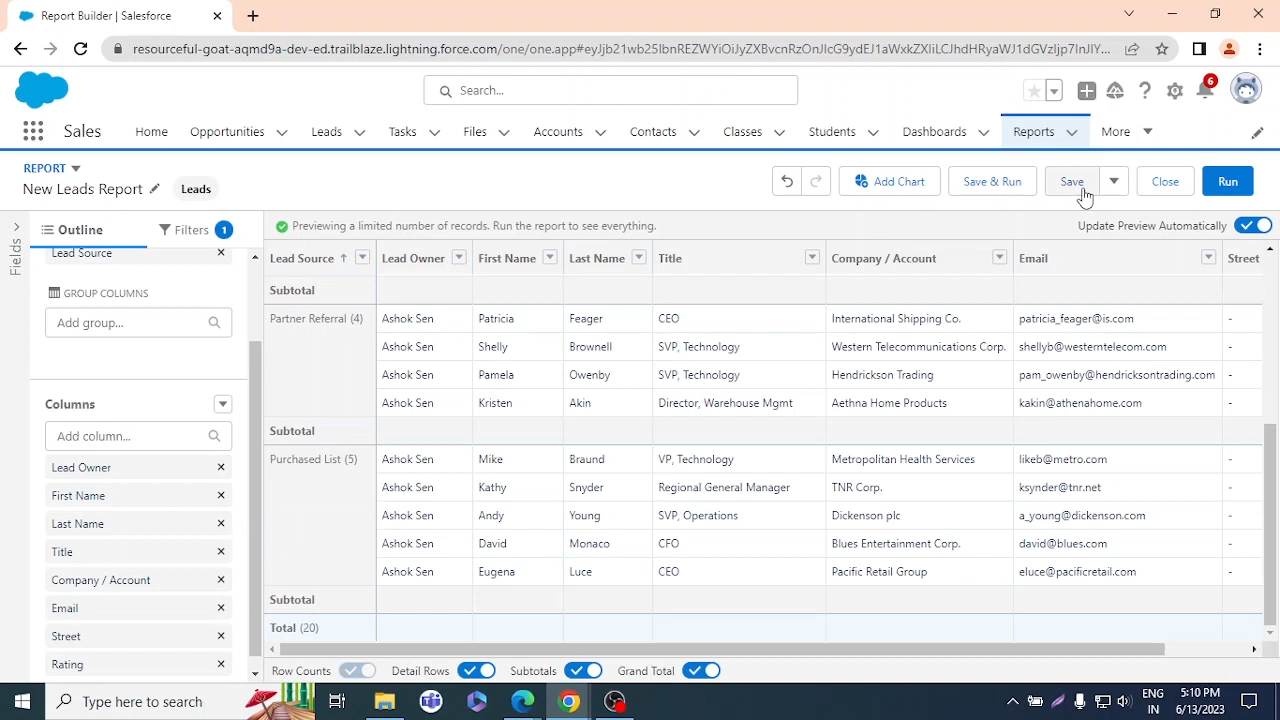 Report Builder | Salesforce
resourceful-goat-aqmd9a-dev-ed.trailblaze.lightning.force.com/one/one.app#
Search...
6
Sales
Home
Opportunities
Leads
Tasks
Files
Accounts
Contacts
Classes
Students
Dashboards
Reports
More
REPORT
New Leads Report
Leads
Add Chart
Save & Run
Save
Close
Run
Fields
Outline
Filters 1
Previewing a limited number of records. Run the report to see everything.
Update Preview Automatically
Lead Source
GROUP COLUMNS
Add group...
Columns
Add column...
Lead Owner
First Name
Last Name
Title
Company / Account
Email
Street
Rating
Lead Source ↑ Lead Owner First Name Last Name Title Company / Account Email Street
Subtotal
Partner Referral (4) Ashok Sen Patricia Feager CEO International Shipping Co. patricia_feager@is.com -
Ashok Sen Shelly Brownell SVP, Technology Western Telecommunications Corp. shellyb@westerntelecom.com -
Ashok Sen Pamela Owenby SVP, Technology Hendrickson Trading pam_owenby@hendricksontrading.com -
Ashok Sen Kristen Akin Director, Warehouse Mgmt Aethna Home Products kakin@athenahome.com -
Subtotal
Purchased List (5) Ashok Sen Mike Braund VP, Technology Metropolitan Health Services likeb@metro.com -
Ashok Sen Kathy Snyder Regional General Manager TNR Corp. ksynder@tnr.net -
Ashok Sen Andy Young SVP, Operations Dickenson plc a_young@dickenson.com -
Ashok Sen David Monaco CFO Blues Entertainment Corp. david@blues.com -
Ashok Sen Eugena Luce CEO Pacific Retail Group eluce@pacificretail.com -
Subtotal
Total (20)
Row Counts
Detail Rows
Subtotals
Grand Total
Type here to search
ENG
IN
5:10 PM
6/13/2023